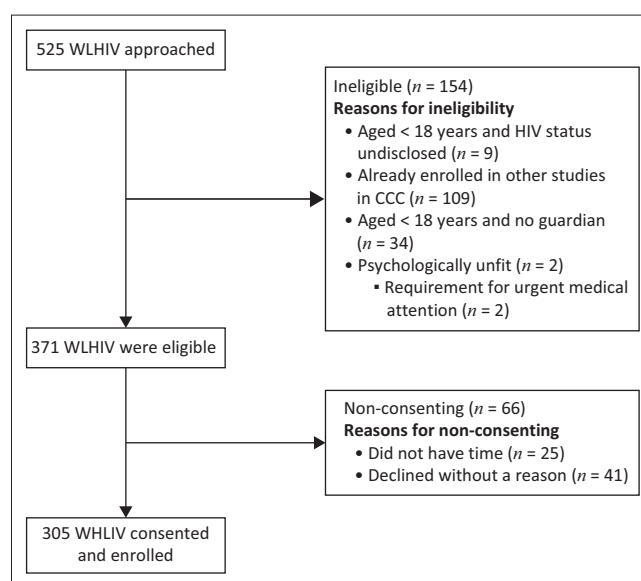 525 WLHIV approached
Ineligible (n = 154)
Reasons for ineligibility
• Aged < 18 years and HIV status
undisclosed (n = 9)
• Already enrolled in other studies
in CCC (n = 109)
• Aged < 18 years and no guardian
(n = 34)
• Psychologically unfit (n = 2)
▪ Requirement for urgent medical
attention (n = 2)
371 WLHIV were eligible
Non-consenting (n = 66)
Reasons for non-consenting
• Did not have time (n = 25)
• Declined without a reason (n = 41)
305 WHLIV consented
and enrolled